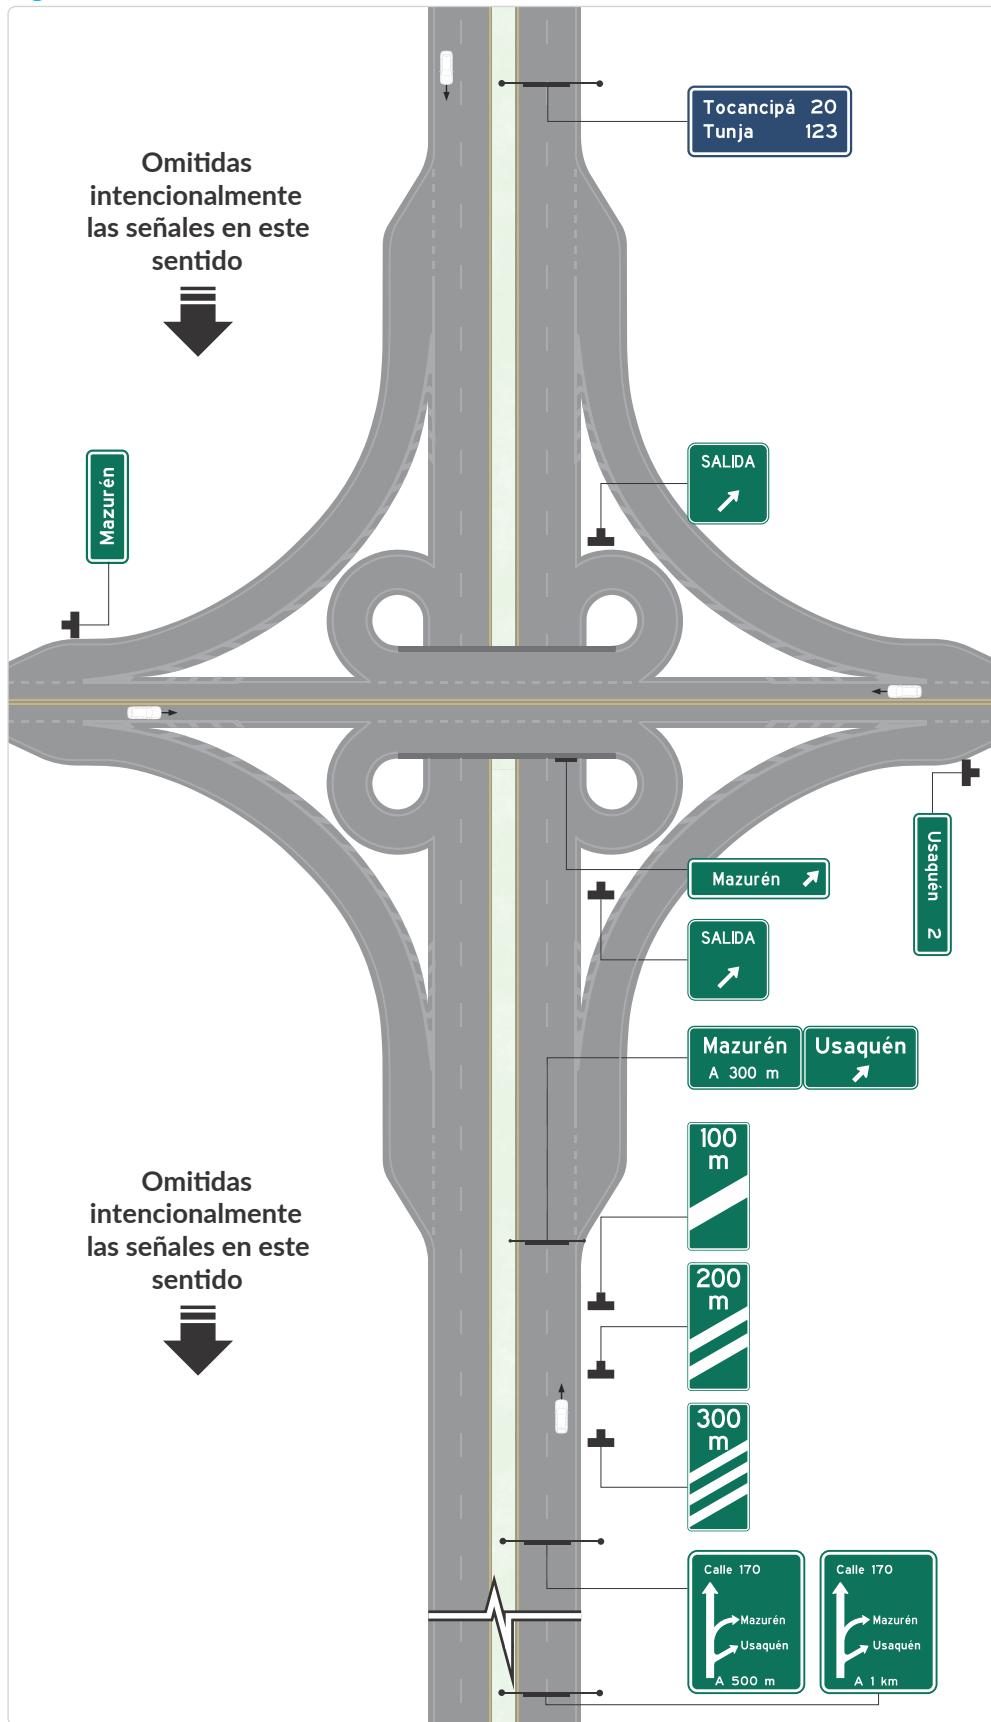 Tocancipá 20
Tunja 123
Omitidas
intencionalmente
las señales en este
sentido
Mazurén
SALIDA
Usaquén 2
Mazurén
SALIDA
Mazurén
A 300 m
Usaquén
100
m
Omitidas
intencionalmente
las señales en este
sentido
200
m
300
m
Calle 170
Mazurén
Usaquén
A 500 m
Calle 170
Mazurén
Usaquén
A 1 km